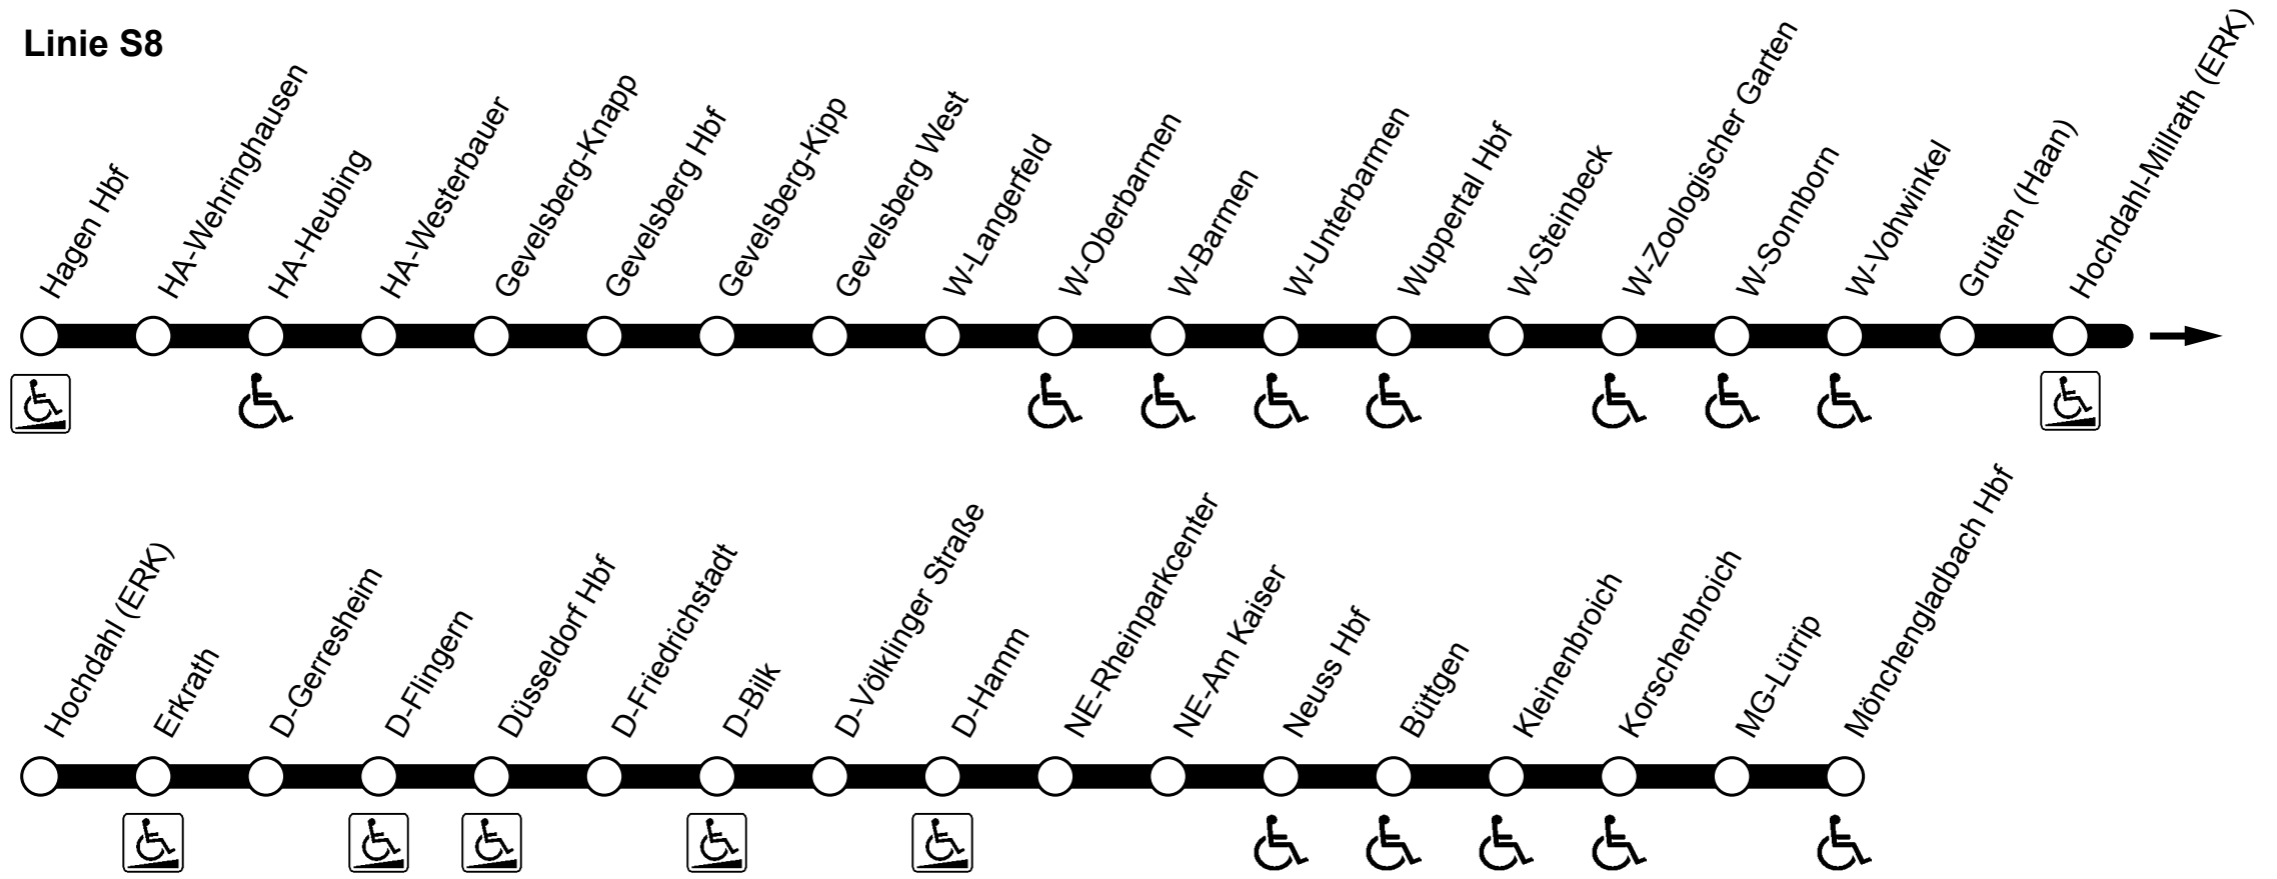 Linie S8
Hagen Hbf
HA-Wehringhausen
HA-Heubing
HA-Westerbauer
Gevelsberg-Knapp
Gevelsberg Hbf
Gevelsberg-Kipp
Gevelsberg West
W-Langerfeld
W-Oberbarmen
W-Barmen
W-Unterbarmen
Wuppertal Hbf
W-Steinbeck
W-Zoologischer Garten
W-Sonnborn
W-Vohwinkel
Gruiten (Haan)
Hochdahl-Millrath (ERK)
Hochdahl (ERK)
Erkrath
D-Gerresheim
D-Flingern
Düsseldorf Hbf
D-Friedrichstadt
D-Bilk
D-Völklinger Straße
D-Hamm
NE-Rheinparkcenter
NE-Am Kaiser
Neuss Hbf
Büttgen
Kleinenbroich
Korschenbroich
MG-Lürrip
Mönchengladbach Hbf